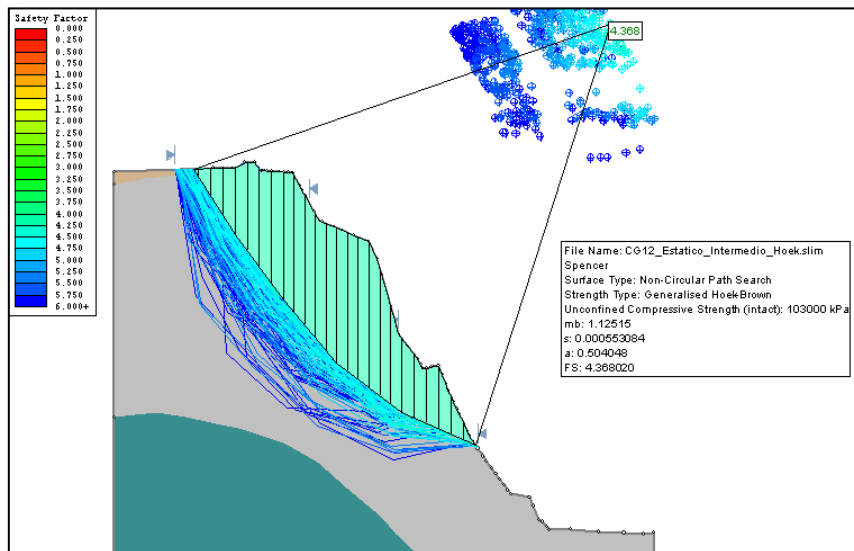 Safety Factor
0.000
0.250
0.500
0.750
1.000
1.250
1.500
1.750
2.000
2.250
2.500
2.750
3.000
3.250
3.500
3.750
4.000
4.250
4.500
4.750
5.000
5.250
5.500
5.750
6.000+
4.368
File Name: CG12_Estatico_Intermedio_Hoek.slim
Spencer
Surface Type: Non-Circular Path Search
Strength Type: Generalised Hoek-Brown
Unconfined Compressive Strength (intact): 103000 kPa
mb: 1.12515
s: 0.000553084
a: 0.504048
FS: 4.368020